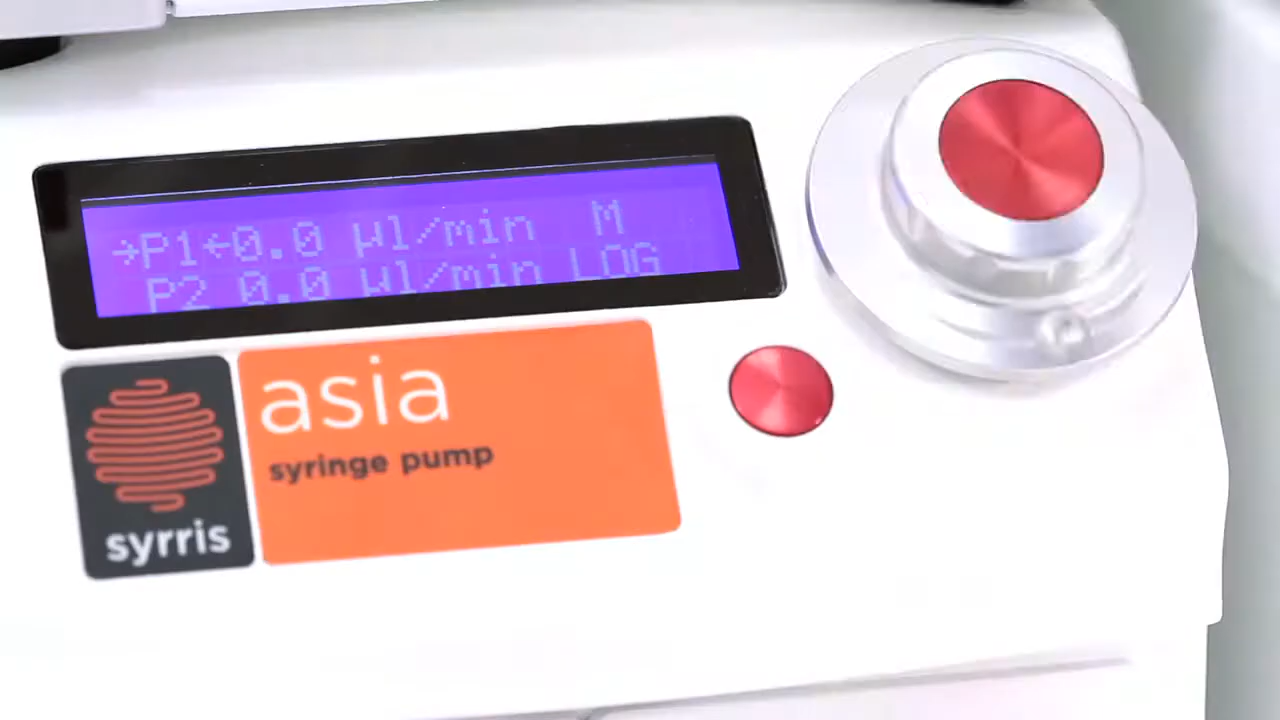 →P1←0.0 µl/min M
P2 0.0 µl/min LOG
asia
syringe pump
syrris